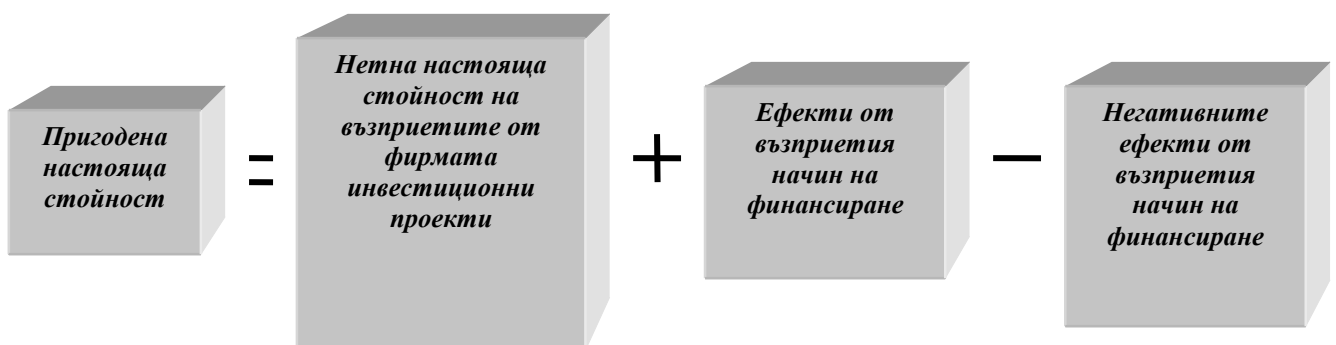 Пригодена
настояща
стойност
=
Нетна настояща
стойност на
възприетите от
фирмата
инвестиционни
проекти
+
Ефекти от
възприетия
начин на
финансиране
—
Негативните
ефекти от
възприетия
начин на
финансиране